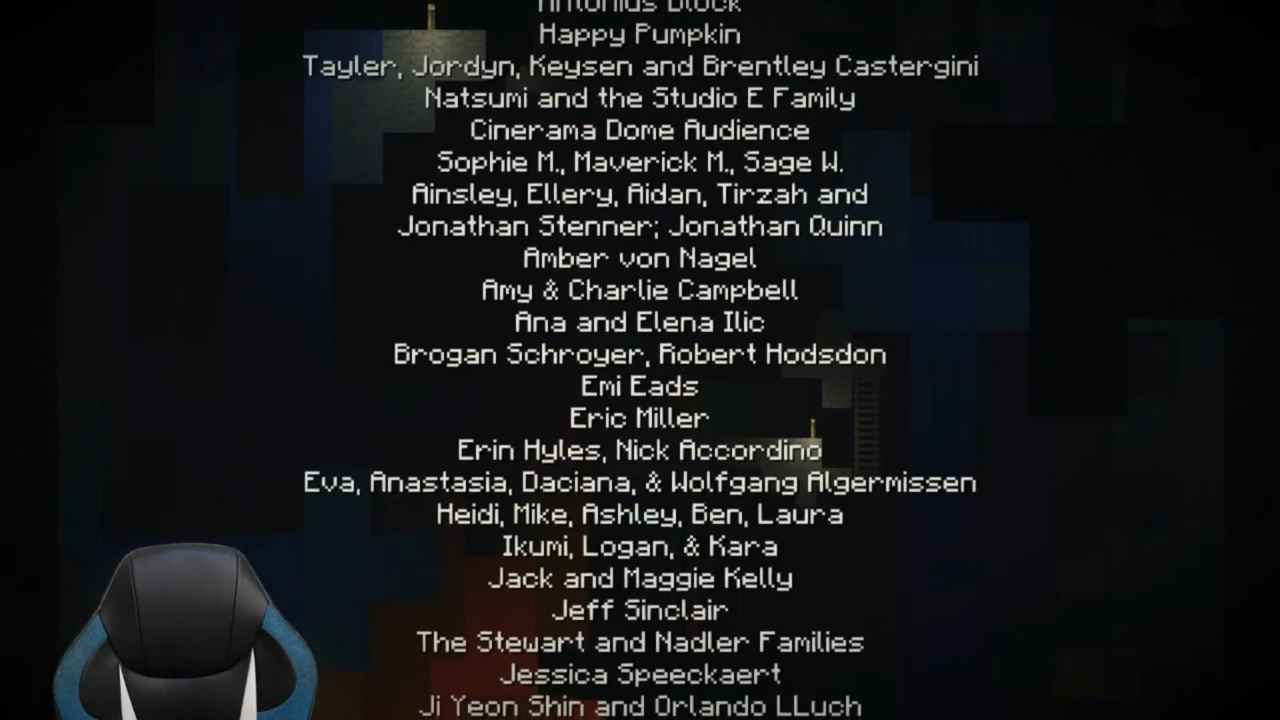 Antonius Block
Happy Pumpkin
Tayler, Jordyn, Keysen and Brentley Castergini
Natsumi and the Studio E Family
Cinerama Dome Audience
Sophie M., Maverick M., Sage W.
Ainsley, Ellery, Aidan, Tirzah and
Jonathan Stenner; Jonathan Quinn
Amber von Nagel
Amy & Charlie Campbell
Ana and Elena Ilic
Brogan Schroyer, Robert Hodsdon
Emi Eads
Eric Miller
Erin Hyles, Nick Accordino
Eva, Anastasia, Daciana, & Wolfgang Algermissen
Heidi, Mike, Ashley, Ben, Laura
Ikumi, Logan, & Kara
Jack and Maggie Kelly
Jeff Sinclair
The Stewart and Nadler Families
Jessica Speeckaert
Ji Yeon Shin and Orlando LLuch